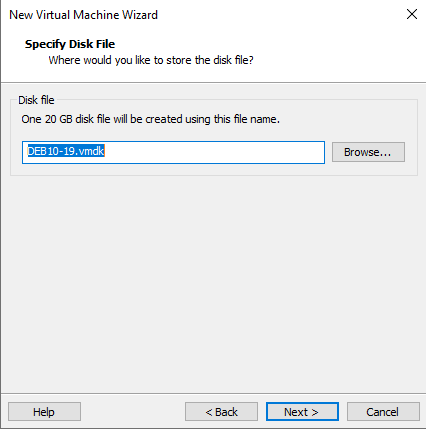 New Virtual Machine Wizard
Specify Disk File
Where would you like to store the disk file?
Disk file
One 20 GB disk file will be created using this file name.
DEB10-19.vmdk
Browse...
Help
< Back
Next >
Cancel